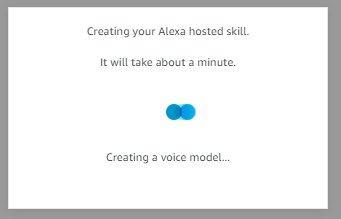 Creating your Alexa hosted skill.
It will take about a minute.
Creating a voice model...